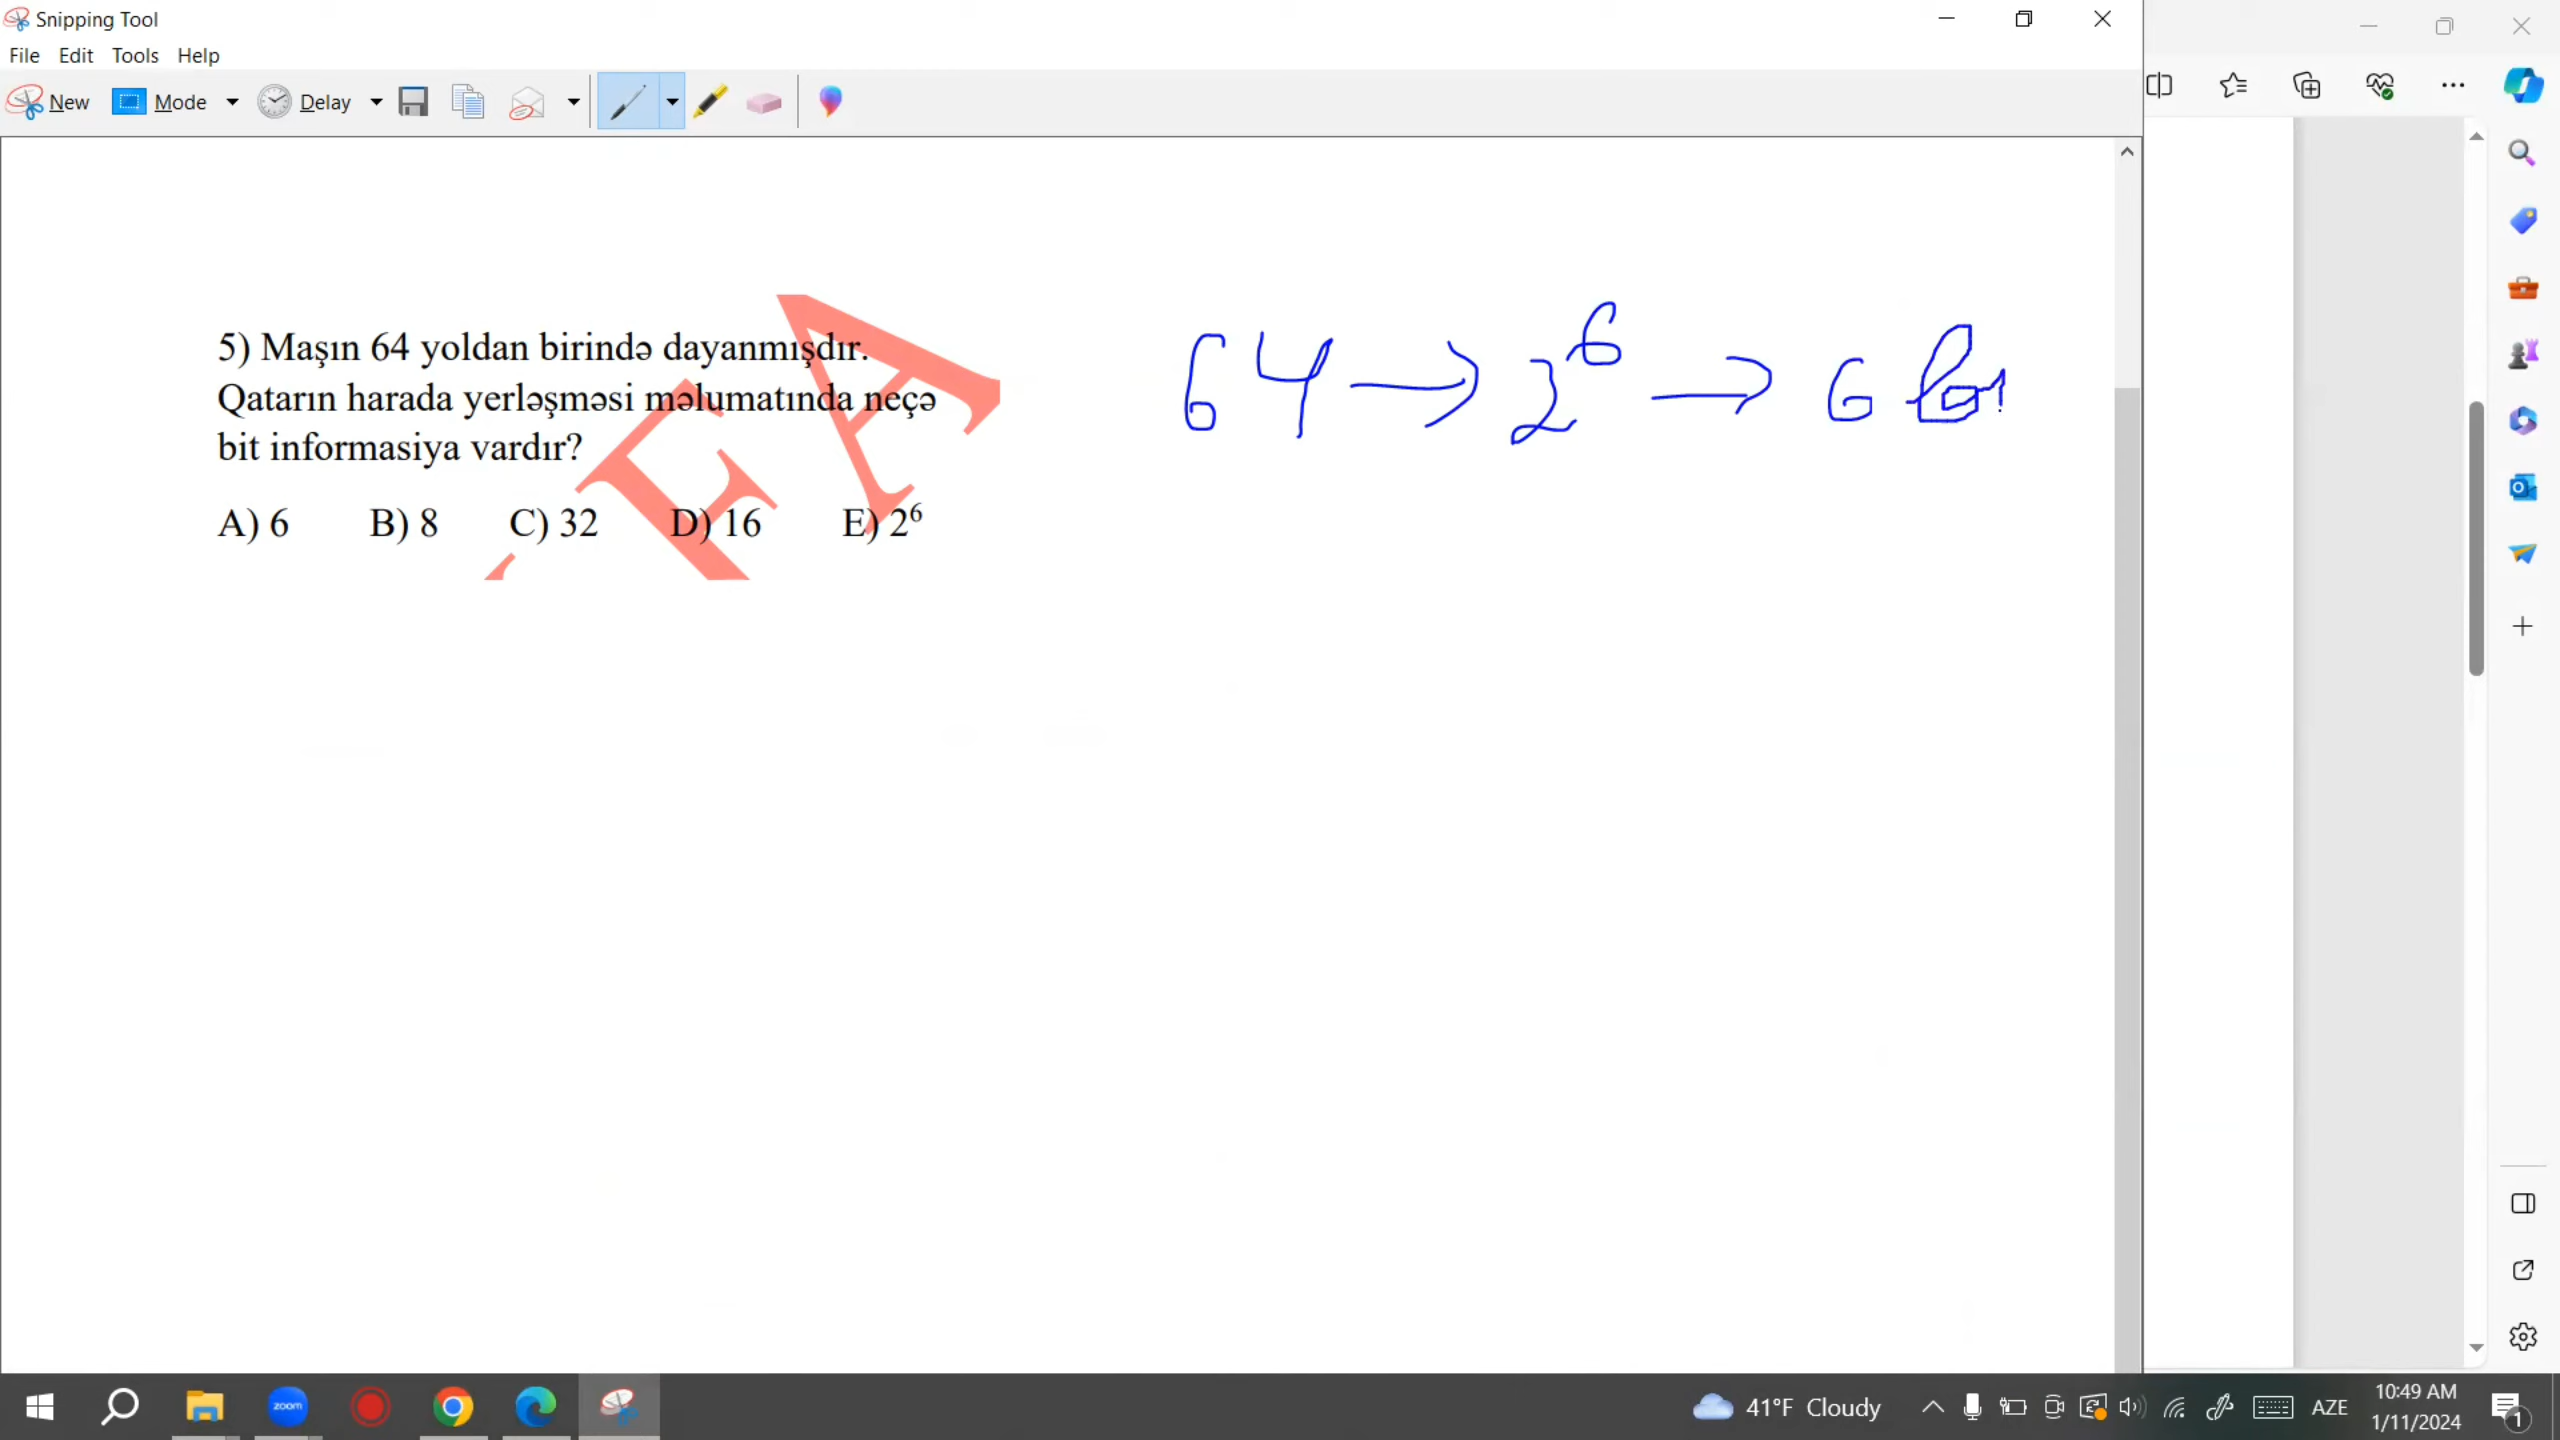 Snipping Tool
File Edit Tools Help
New Mode Delay
5) Maşın 64 yoldan birində dayanmışdır.
Qatarın harada yerləşməsi məlumatında neçə
bit informasiya vardır?
A) 6 B) 8 C) 32 D) 16 E) 2⁶
64 → 2⁶ → 6
F A
zoom
41°F Cloudy
AZE
10:49 AM
1/11/2024
1